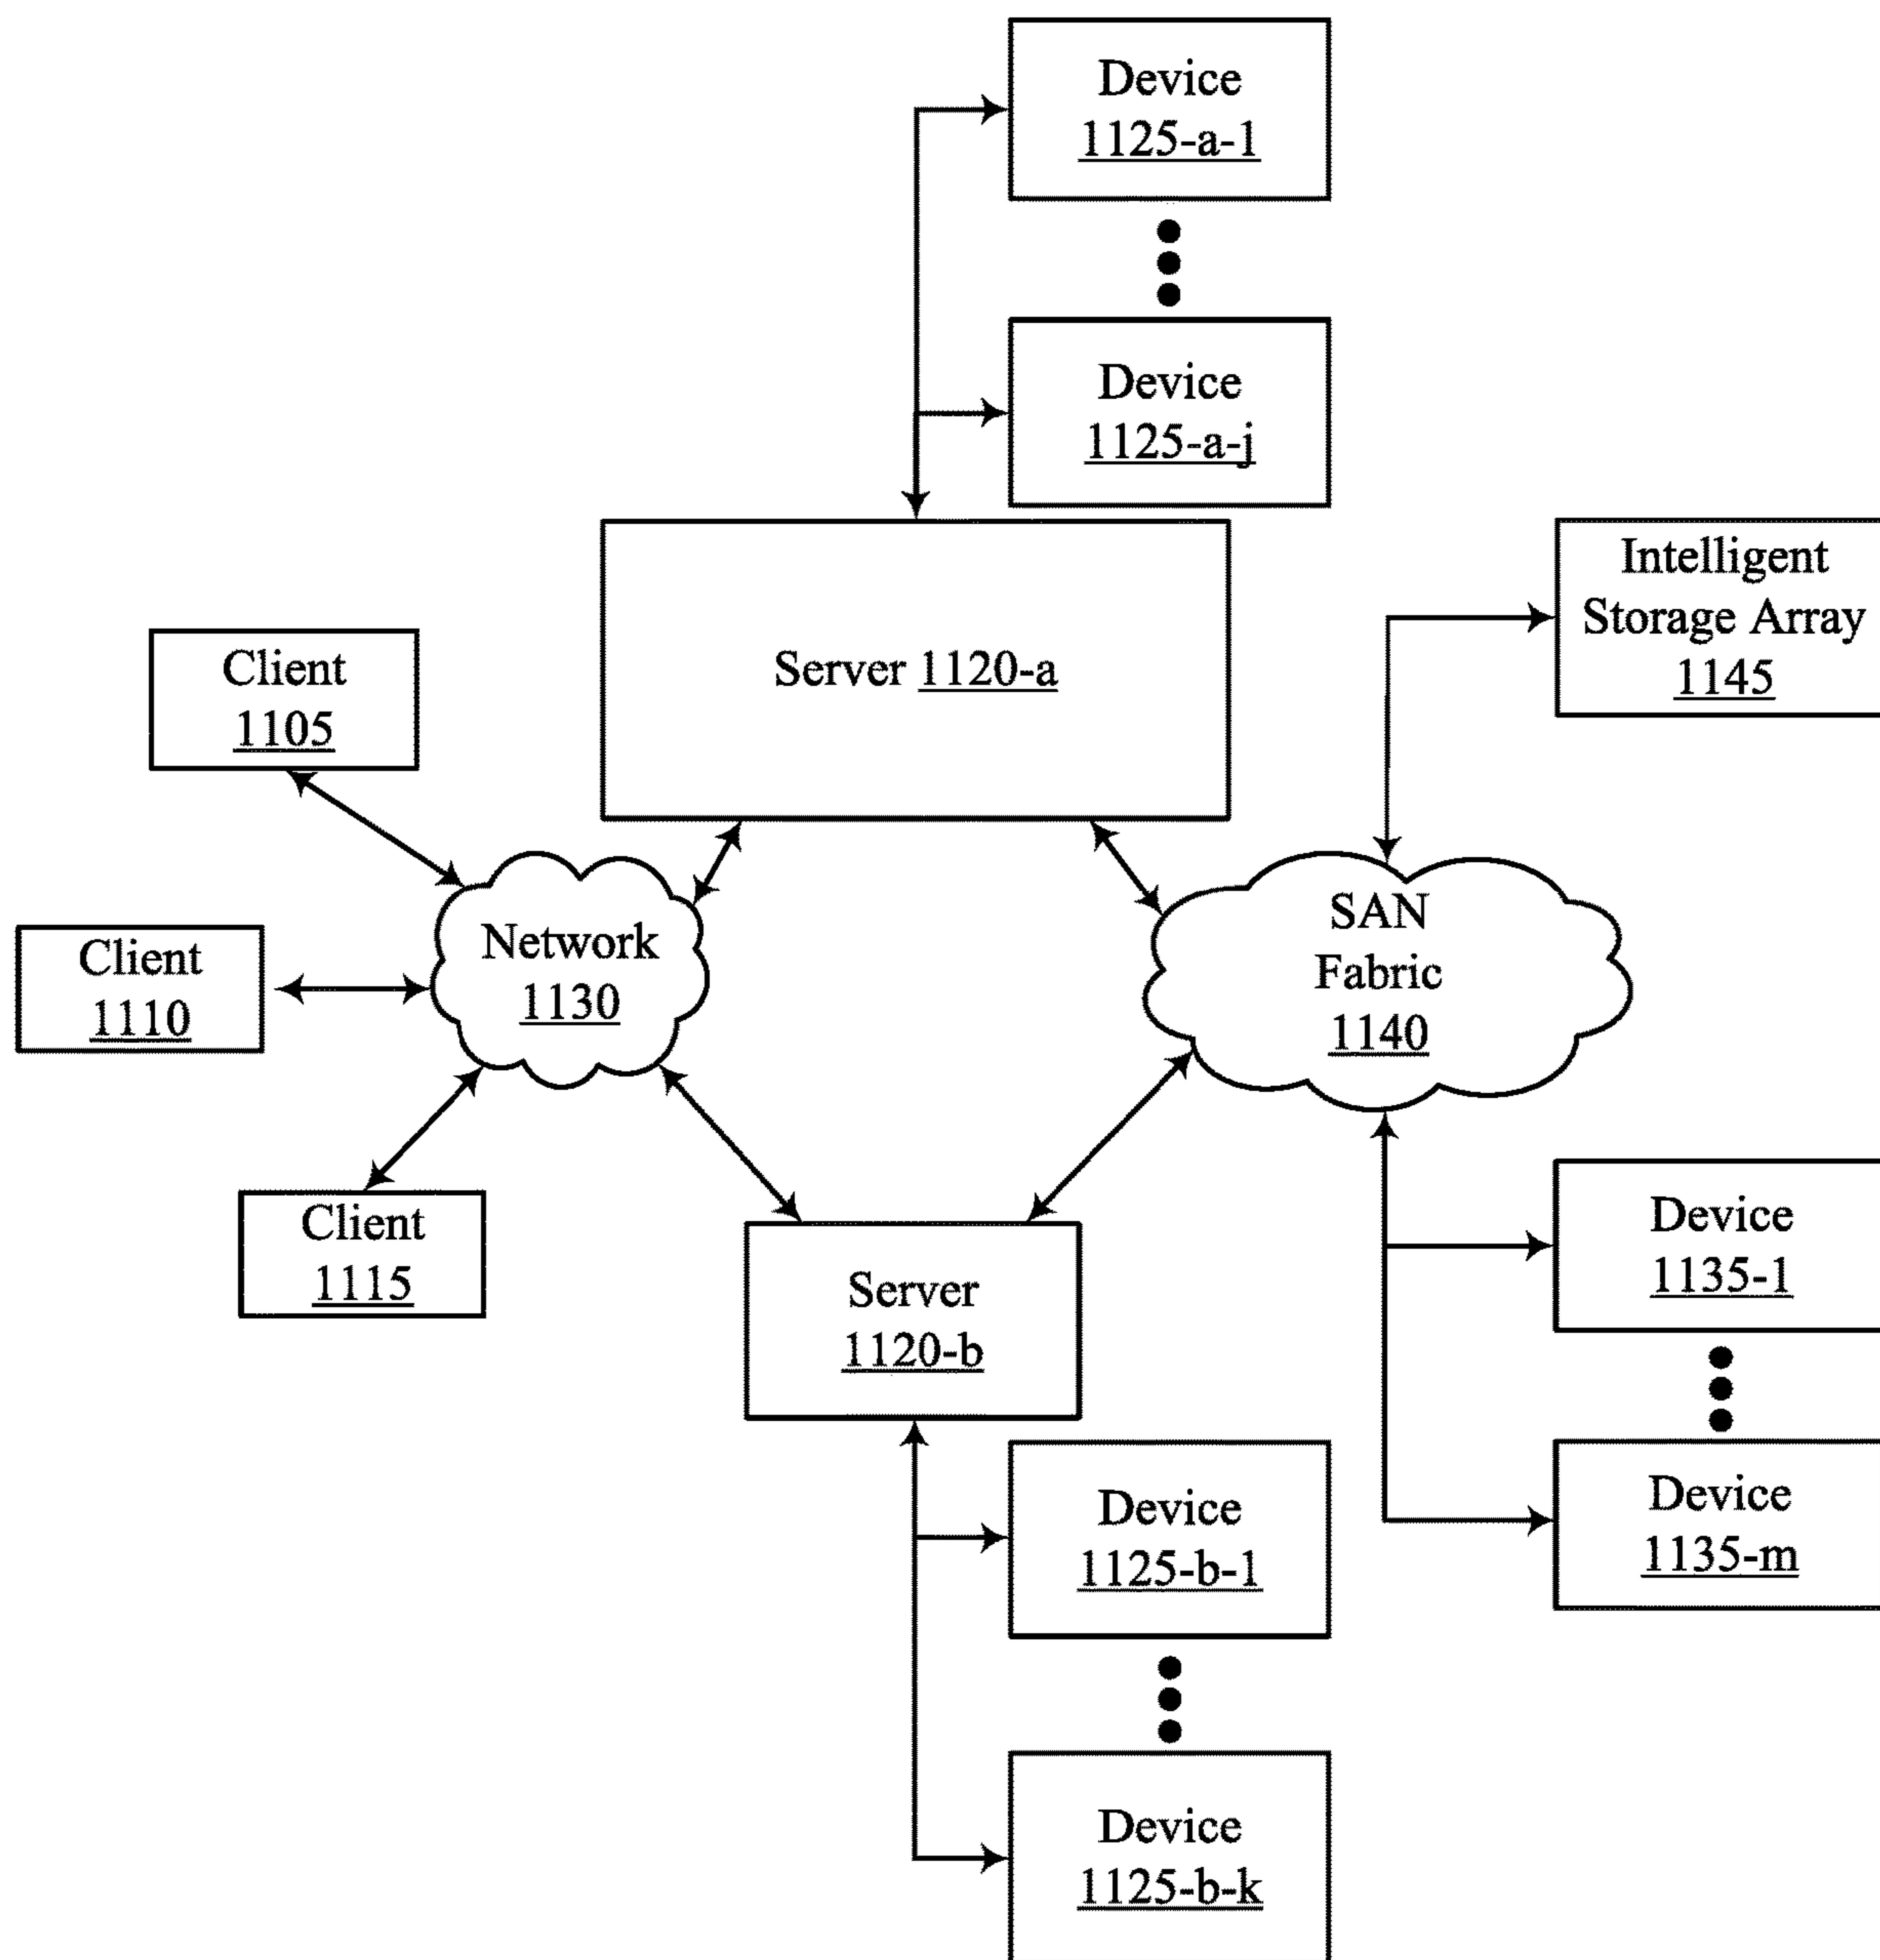 Device
1125-a-1
Device
1125-a-j
Intelligent
Storage Array
1145
Server 1120-a
Client
1105
Network
1130
SAN
Fabric
1140
Client
1110
Client
1115
Device
1135-1
Server
1120-b
Device
1135-m
Device
1125-b-1
Device
1125-b-k